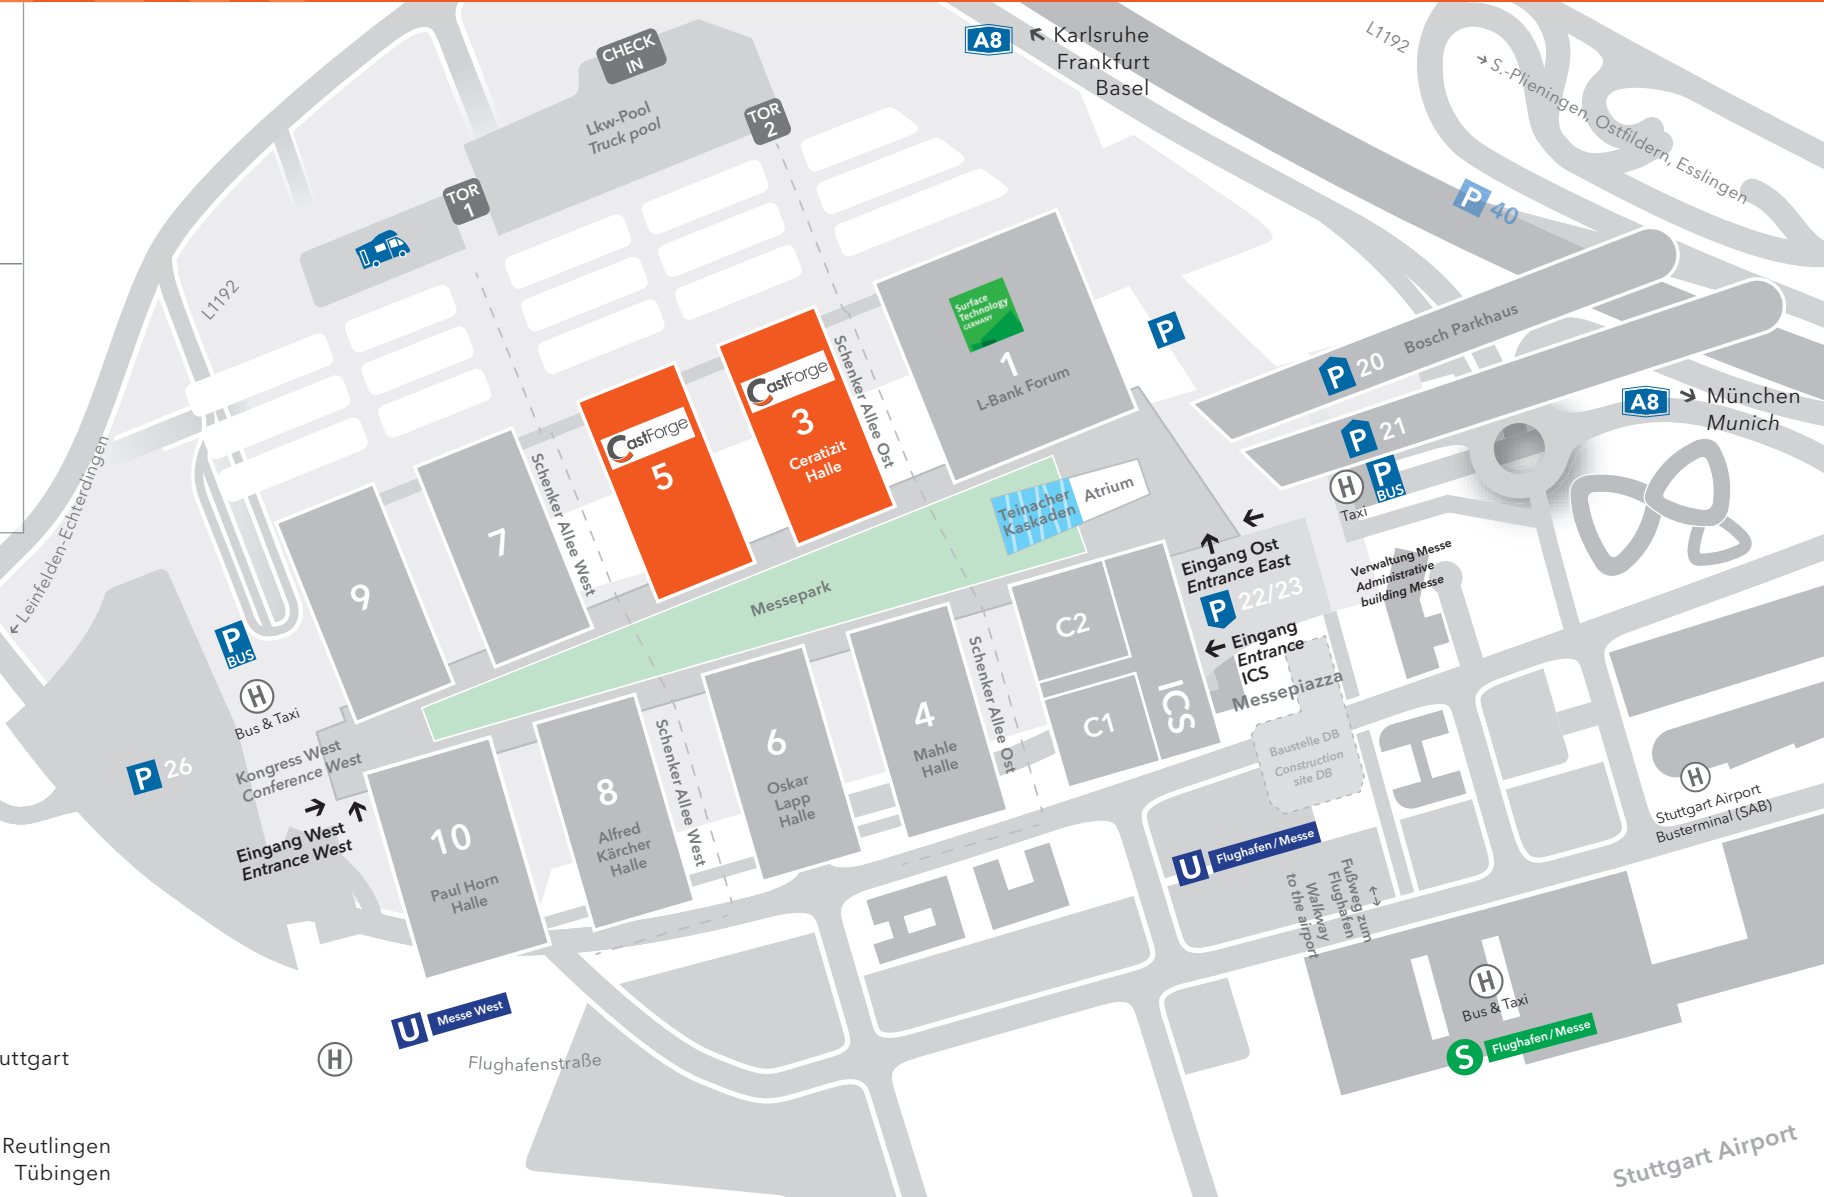 A8
Karlsruhe
Frankfurt
Basel
L1192
S.-Plieningen, Ostfildern, Esslingen
CHECK
IN
Lkw-Pool
Truck pool
TOR
2
TOR
1
P 40
L1192
Surface
Technology
GERMANY
1
L-Bank Forum
P
Bosch Parkhaus
P 20
P 21
A8
München
Munich
CastForge
3
Ceratizit
Halle
CastForge
5
Schenker Allee Ost
Schenker Allee West
7
9
Leinfelden-Echterdingen
Teinacher
Kaskaden
Atrium
H
Taxi
P
BUS
Eingang Ost
Entrance East
P 22/23
Verwaltung Messe
Administrative
building Messe
Messepark
Eingang
Entrance
ICS
Messepiazza
C2
C1
ICS
P
BUS
H
Bus & Taxi
P 26
Kongress West
Conference West
Eingang West
Entrance West
10
Paul Horn
Halle
8
Alfred
Kärcher
Halle
6
Oskar
Lapp
Halle
4
Mahle
Halle
Schenker Allee West
Schenker Allee Ost
Baustelle DB
Construction
site DB
H
Stuttgart Airport
Busterminal (SAB)
U Flughafen / Messe
Fußweg zum
Flughafen
Walkway
to the airport
H
Bus & Taxi
S Flughafen / Messe
U Messe West
H
Flughafenstraße
uttgart
Reutlingen
Tübingen
Stuttgart Airport